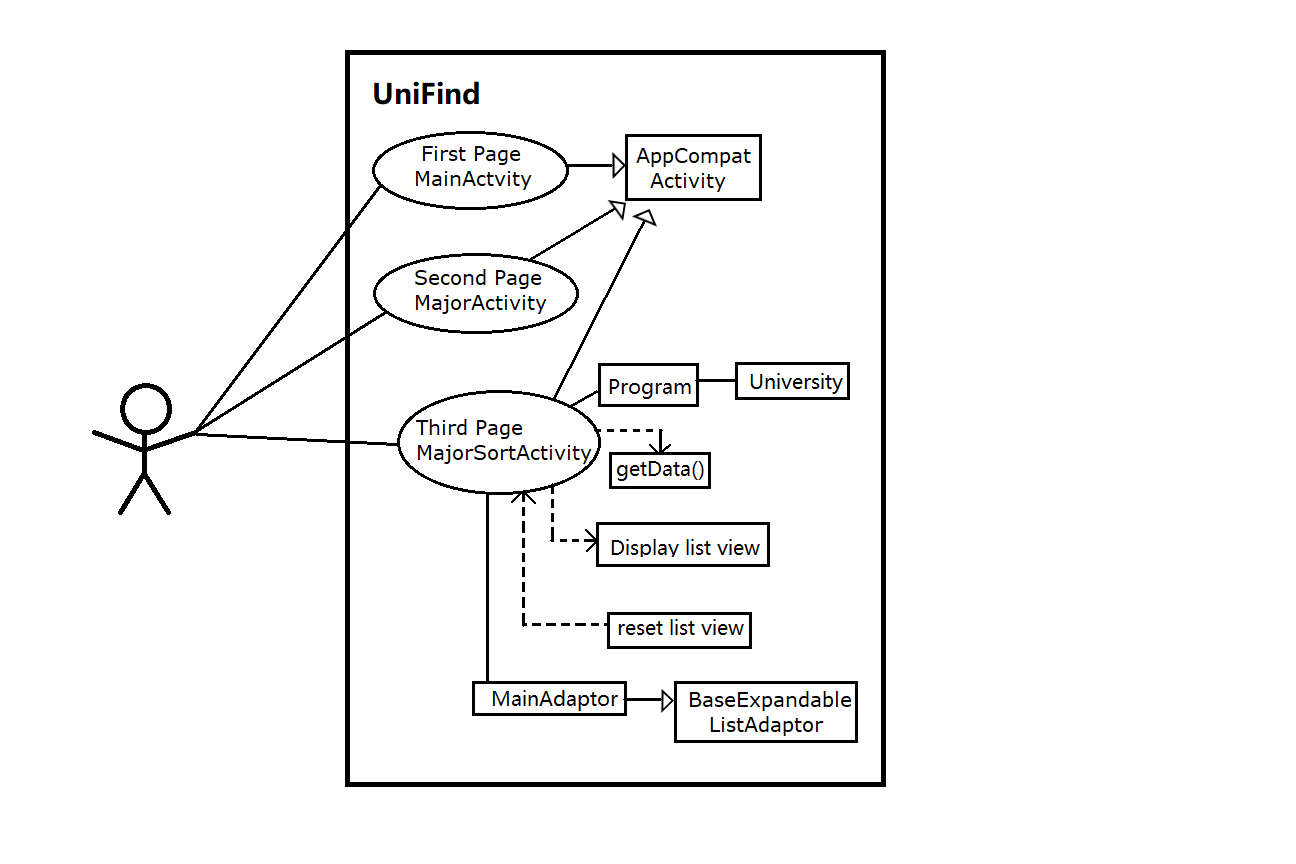 UniFind
First Page
MainActvity
AppCompat
Activity
Second Page
MajorActivity
Program
University
Third Page
MajorSortActivity
getData()
Display list view
reset list view
MainAdaptor
BaseExpandable
ListAdaptor